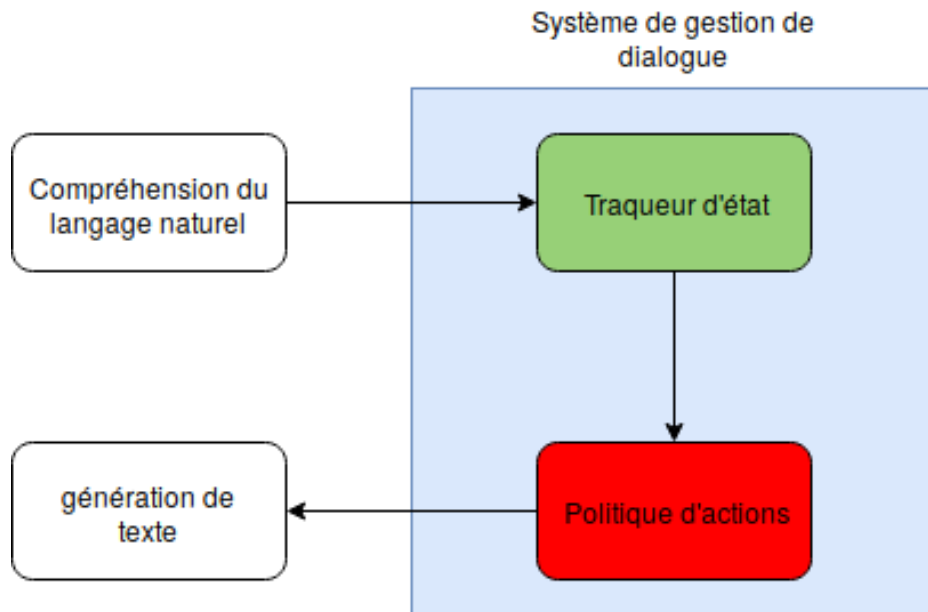 Système de gestion de
dialogue
Compréhension du
langage naturel
Traqueur d'état
génération de
texte
Politique d'actions